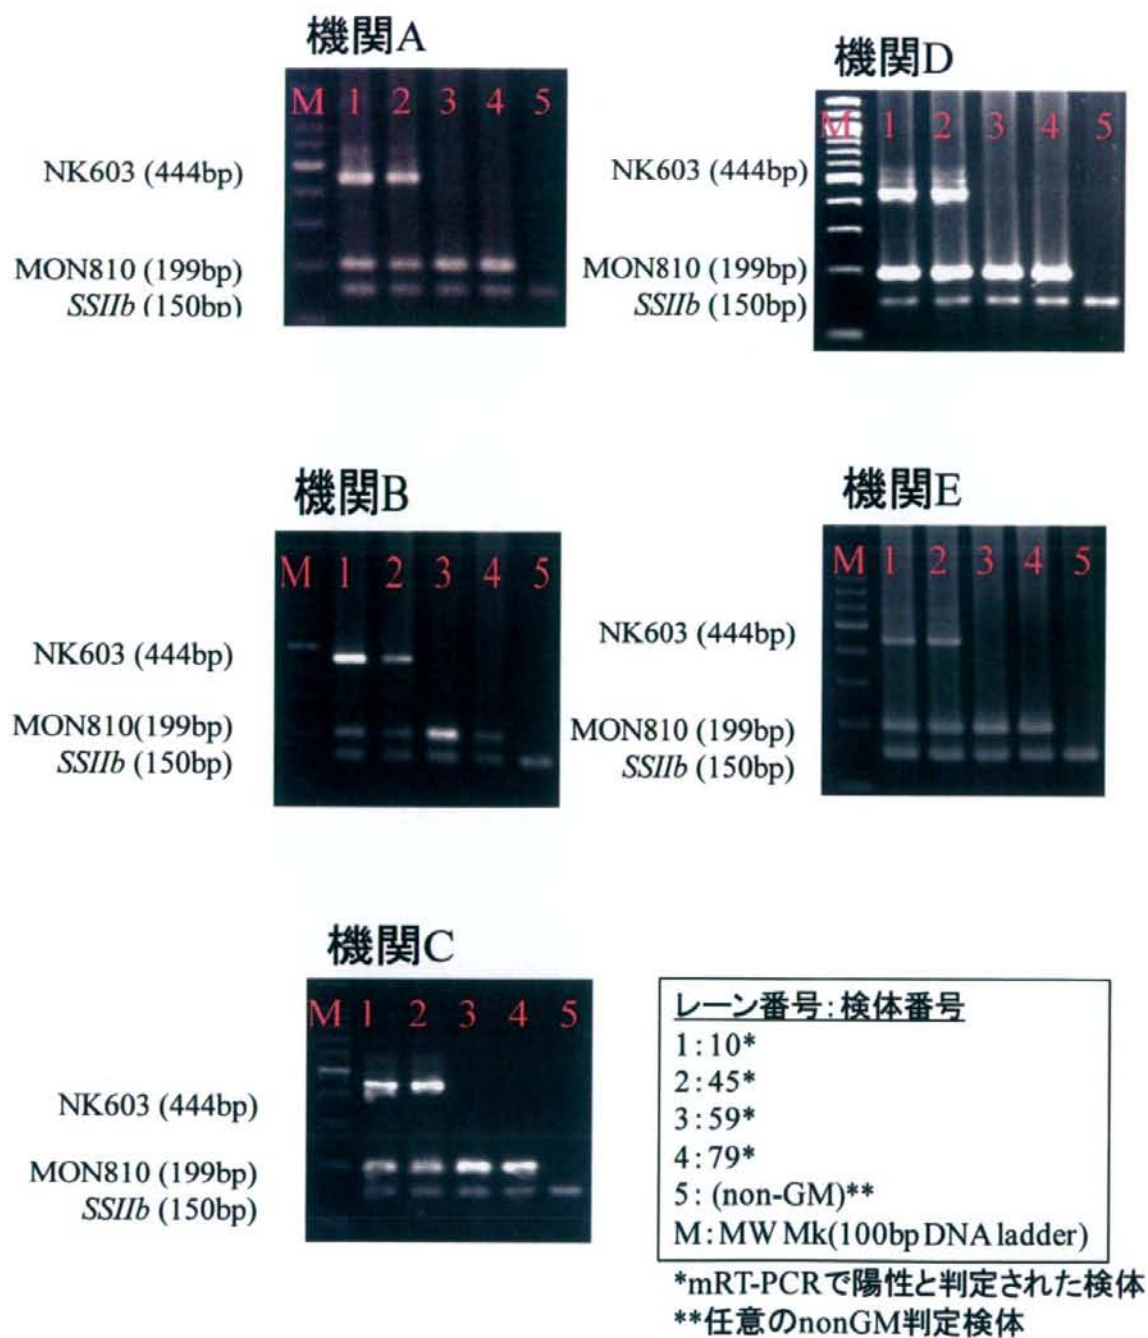 機関A
M 1 2 3 4 5
NK603 (444bp)
MON810 (199bp)
SSIIb (150bp)
機関D
M 1 2 3 4 5
NK603 (444bp)
MON810 (199bp)
SSIIb (150bp)
機関B
M 1 2 3 4 5
NK603 (444bp)
MON810(199bp)
SSIIb (150bp)
機関E
M 1 2 3 4 5
NK603 (444bp)
MON810 (199bp)
SSIIb (150bp)
機関C
M 1 2 3 4 5
NK603 (444bp)
MON810 (199bp)
SSIIb (150bp)
レーン番号:検体番号
1:10*
2:45*
3:59*
4:79*
5: (non-GM)**
M:MW Mk(100bp DNA ladder)
*mRT-PCRで陽性と判定された検体
**任意のnonGM判定検体